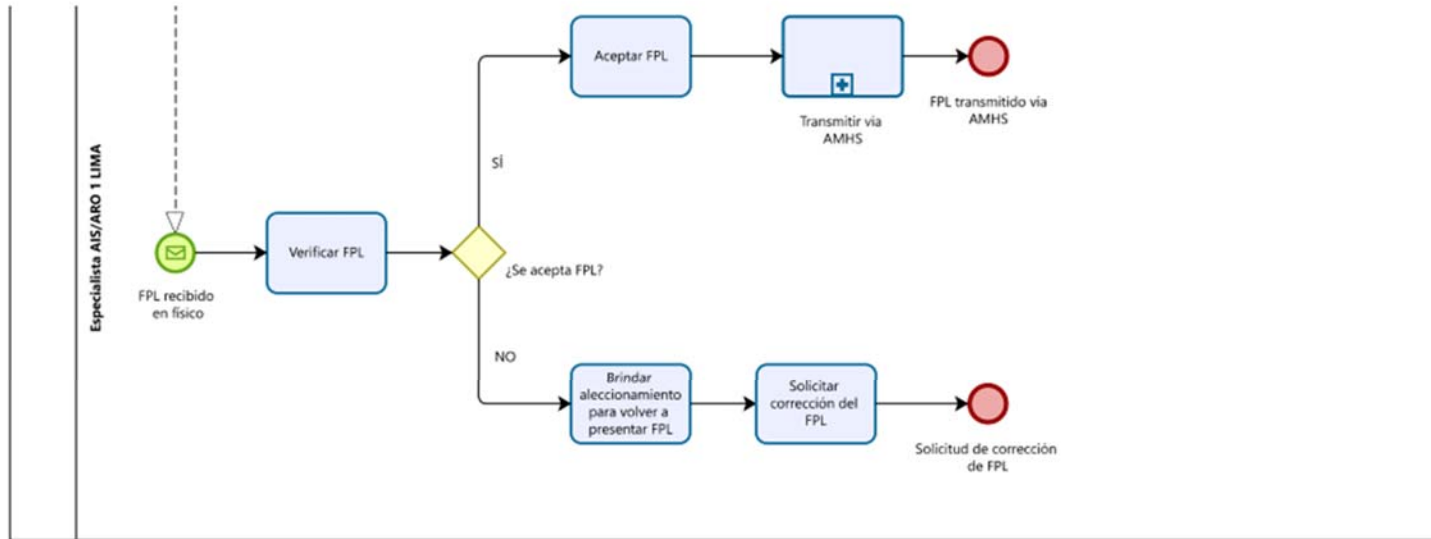 Especialista AIS/ARO 1 LIMA
FPL recibido
en físico
Verificar FPL
¿Se acepta FPL?
SÍ
Aceptar FPL
Transmitir via
AMHS
FPL transmitido via
AMHS
NO
Brindar
aleccionamiento
para volver a
presentar FPL
Solicitar
corrección del
FPL
Solicitud de corrección
de FPL